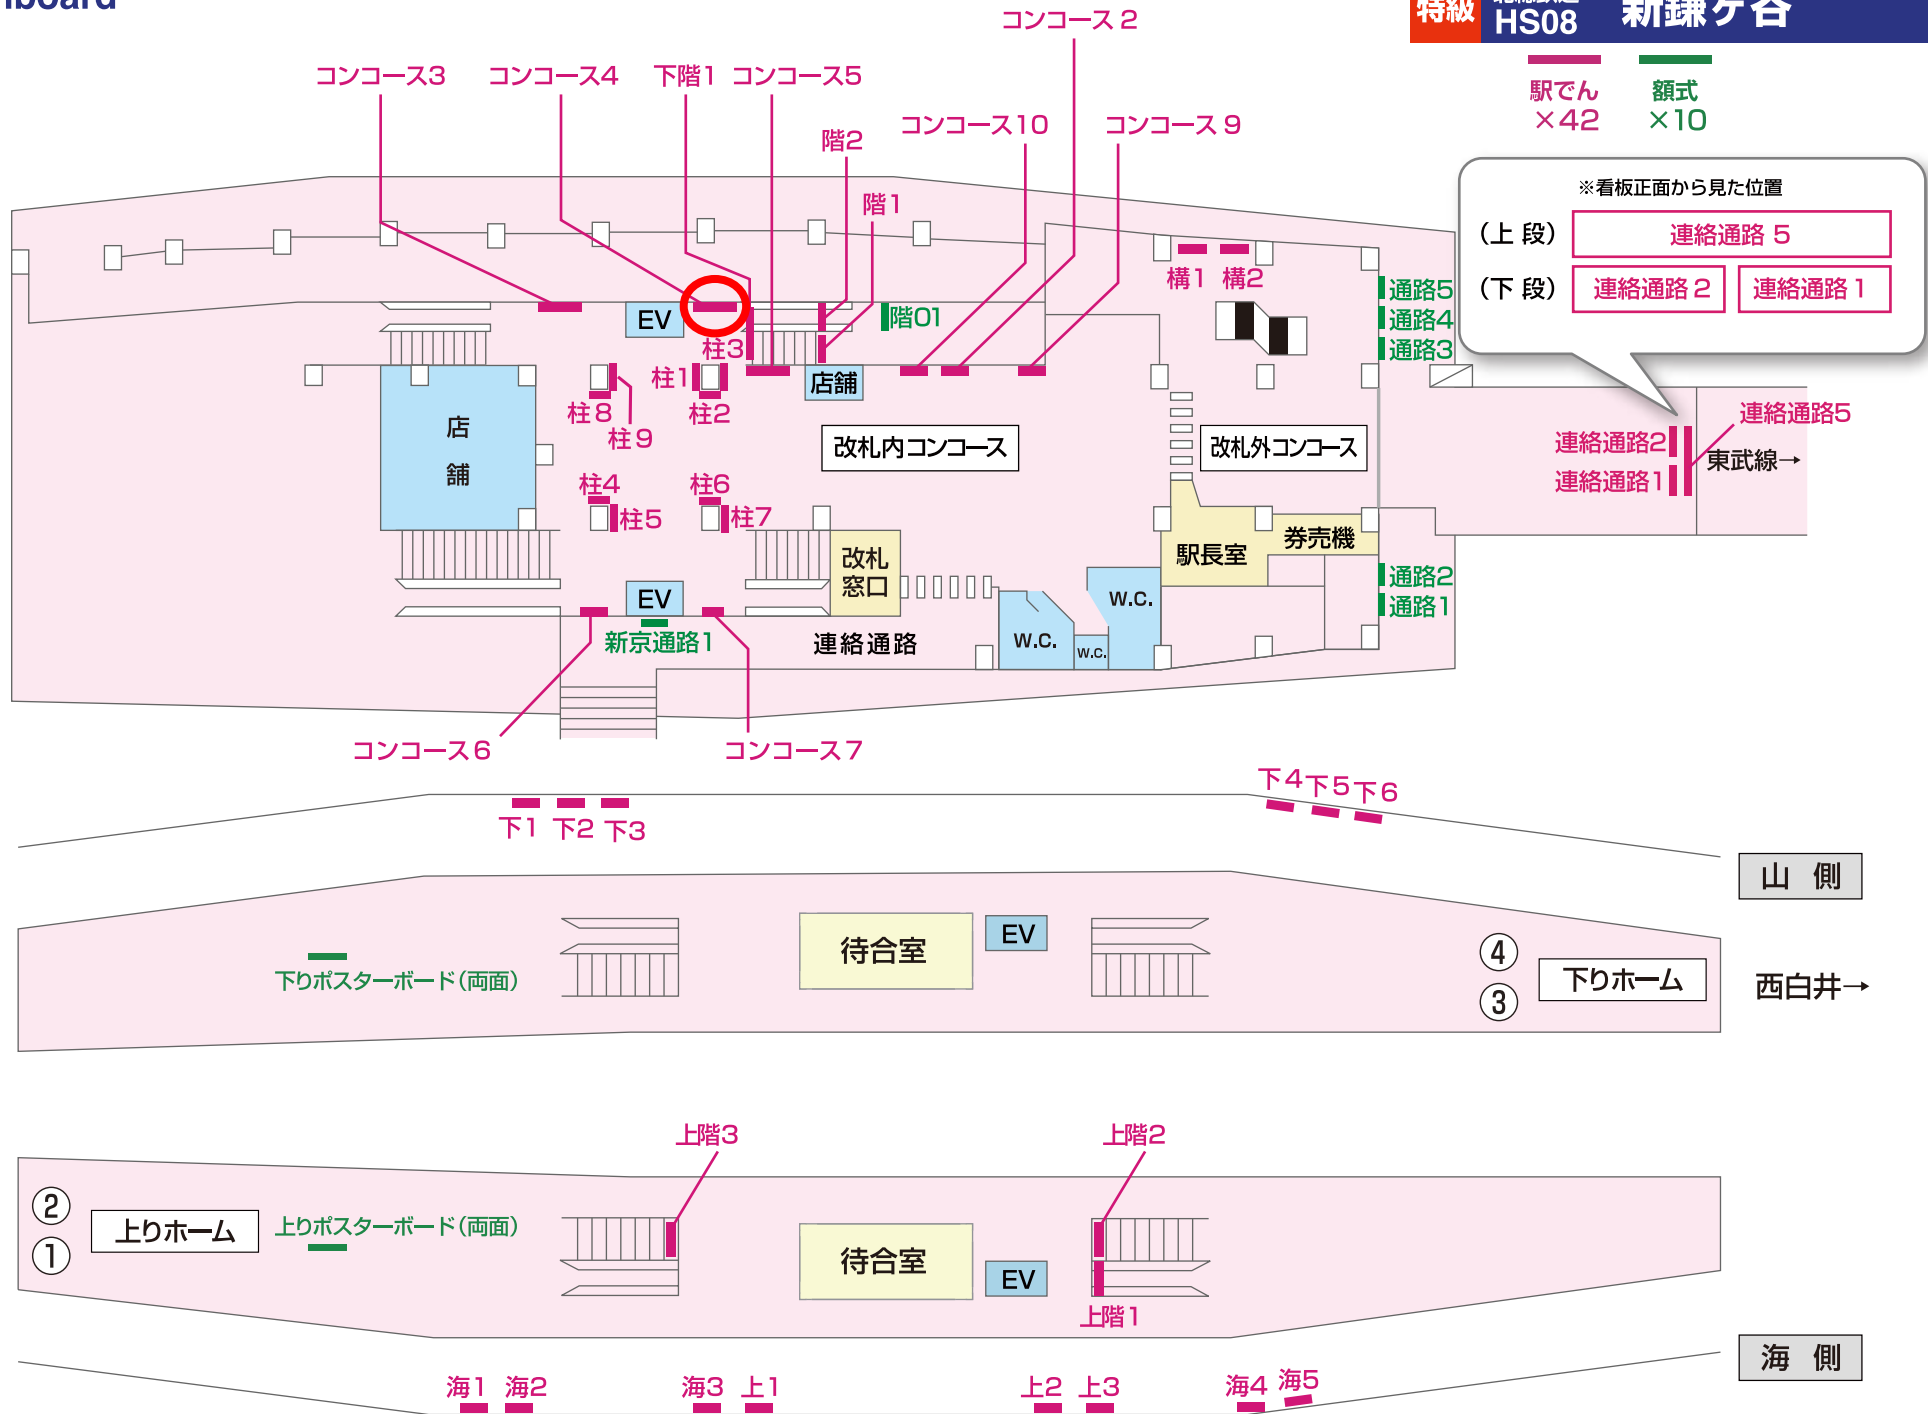 特級
HS08
新鎌ヶ谷
駅でん
×42
額式
×10
コンコース 2
コンコース3
コンコース4
下階1
コンコース5
階2
コンコース10
コンコース 9
階1
※看板正面から見た位置
(上 段)
連絡通路 5
(下 段)
連絡通路 2
連絡通路 1
構1
構2
通路5
通路4
通路3
EV
階01
柱3
柱1
柱2
柱8
柱9
店舗
店
舗
改札内コンコース
改札外コンコース
連絡通路5
連絡通路2
連絡通路1
東武線→
柱4
柱5
柱6
柱7
改札
窓口
駅長室
券売機
通路2
通路1
EV
新京通路1
連絡通路
W.C.
W.C.
W.C.
コンコース6
コンコース7
下1
下2
下3
下4
下5
下6
山 側
下りポスターボード(両面)
待合室
EV
④
③
下りホーム
西白井→
上階3
上階2
②
①
上りホーム
上りポスターボード(両面)
待合室
EV
上階1
海 側
海1
海2
海3
上1
上2
上3
海4
海5